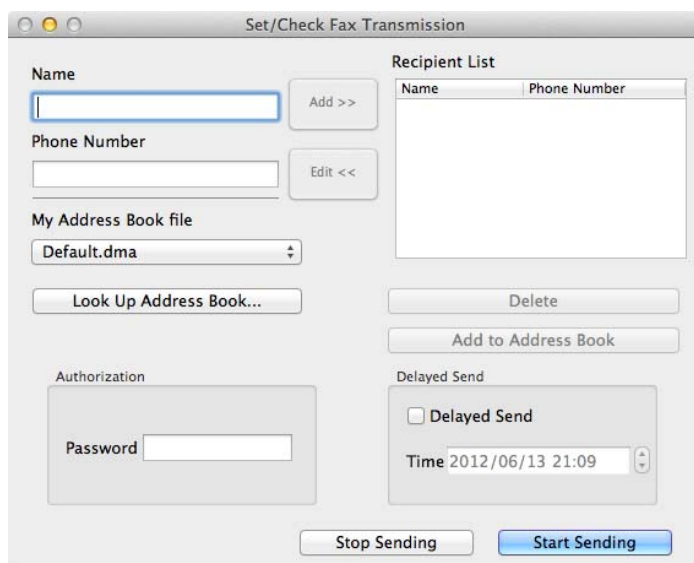 Set/Check Fax Transmission
Name
Add >>
Phone Number
Edit <<
My Address Book file
Default.dma
Look Up Address Book...
Recipient List
Name Phone Number
Delete
Add to Address Book
Authorization
Password
Delayed Send
Delayed Send
Time 2012/06/13 21:09
Stop Sending
Start Sending